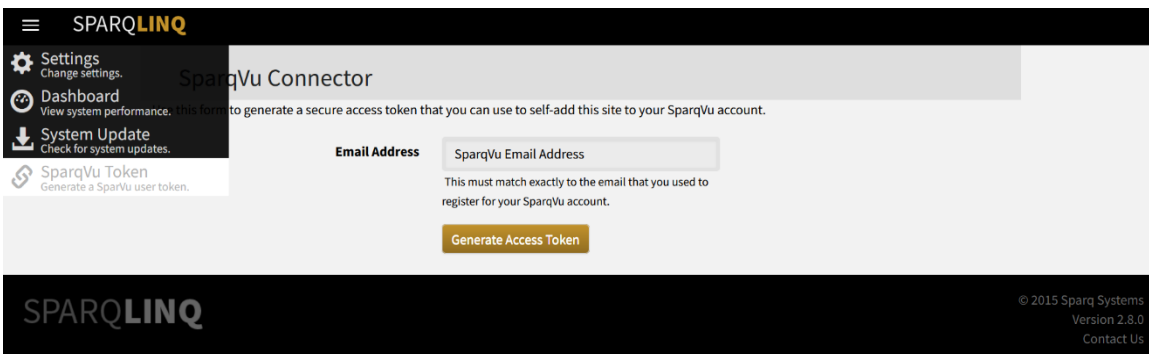 SPARQLINQ
Settings
Change settings.
Dashboard
View system performance.
System Update
Check for system updates.
SparqVu Token
Generate a SparVu user token.
SparqVu Connector
this form to generate a secure access token that you can use to self-add this site to your SparqVu account.
Email Address
SparqVu Email Address
This must match exactly to the email that you used to
register for your SparqVu account.
Generate Access Token
SPARQLINQ
© 2015 Sparq Systems
Version 2.8.0
Contact Us